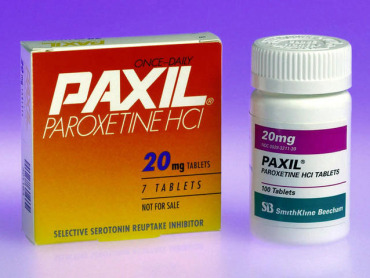 ONCE-DAILY
PAXIL®
PAROXETINE HCl
20 mg TABLETS
7 TABLETS
NOT FOR SALE
SELECTIVE SEROTONIN REUPTAKE INHIBITOR
20mg
PAXIL®
PAROXETINE HCl TABLETS
100 Tablets
SB SmithKline Beecham